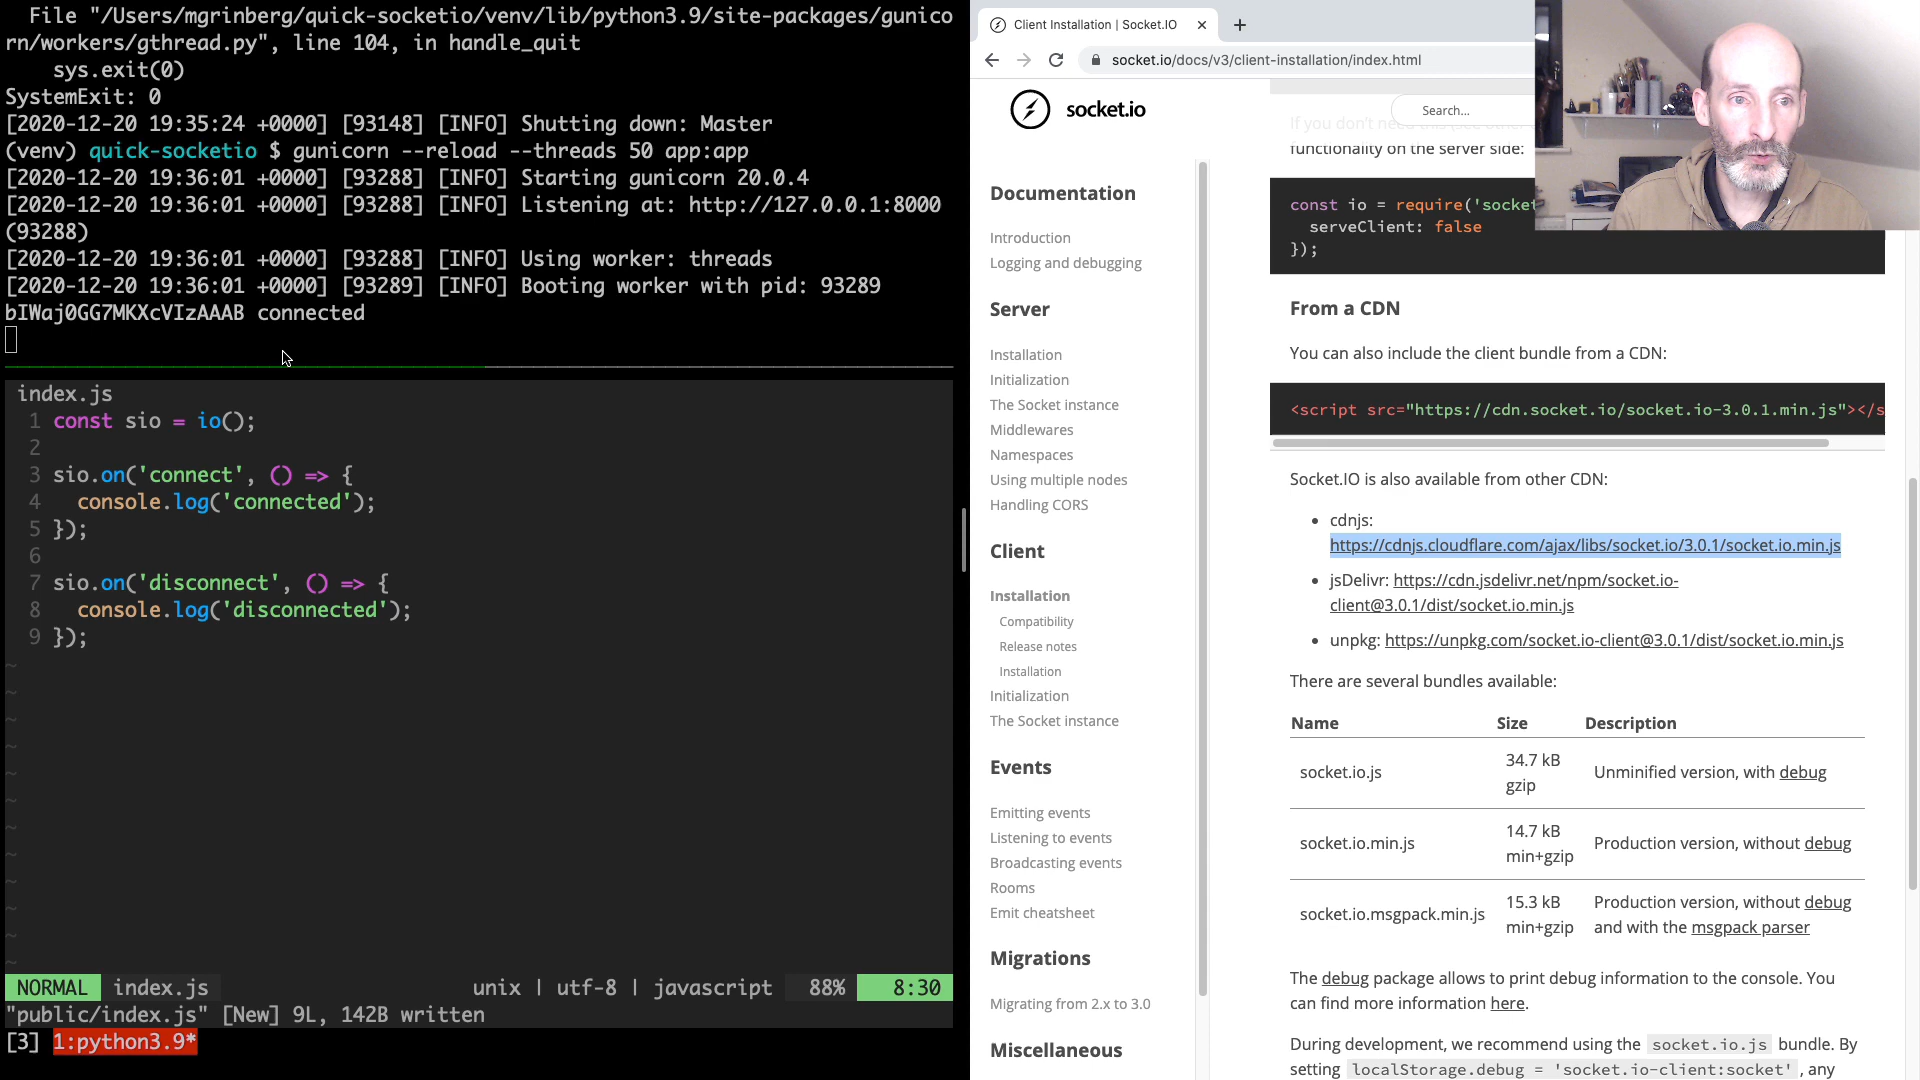 File "/Users/mgrinberg/quick-socketio/venv/lib/python3.9/site-packages/gunico
rn/workers/gthread.py", line 104, in handle_quit
sys.exit(0)
SystemExit: 0
[2020-12-20 19:35:24 +0000] [93148] [INFO] Shutting down: Master
(venv) quick-socketio $ gunicorn --reload --threads 50 app:app
[2020-12-20 19:36:01 +0000] [93288] [INFO] Starting gunicorn 20.0.4
[2020-12-20 19:36:01 +0000] [93288] [INFO] Listening at: http://127.0.0.1:8000
(93288)
[2020-12-20 19:36:01 +0000] [93288] [INFO] Using worker: threads
[2020-12-20 19:36:01 +0000] [93289] [INFO] Booting worker with pid: 93289
bIWaj0GG7MKXcVIzAAAB connected
index.js
1 const sio = io();
2
3 sio.on('connect', () => {
4   console.log('connected');
5 });
6
7 sio.on('disconnect', () => {
8   console.log('disconnected');
9 });
~
~
~
~
~
~
~
~
~
~
~
~
NORMAL index.js unix | utf-8 | javascript 88% 8:30
"public/index.js" [New] 9L, 142B written
[3] 1:python3.9*
Client Installation | Socket.IO
socket.io/docs/v3/client-installation/index.html
socket.io
Search...
Documentation
Introduction
Logging and debugging
Server
Installation
Initialization
The Socket instance
Middlewares
Namespaces
Using multiple nodes
Handling CORS
Client
Installation
Compatibility
Release notes
Installation
Initialization
The Socket instance
Events
Emitting events
Listening to events
Broadcasting events
Rooms
Emit cheatsheet
Migrations
Migrating from 2.x to 3.0
Miscellaneous
If you don't need this (see other
functionality on the server side:
const io = require('socket
serveClient: false
});
From a CDN
You can also include the client bundle from a CDN:
<script src="https://cdn.socket.io/socket.io-3.0.1.min.js"></s
Socket.IO is also available from other CDN:
• cdnjs:
https://cdnjs.cloudflare.com/ajax/libs/socket.io/3.0.1/socket.io.min.js
• jsDelivr: https://cdn.jsdelivr.net/npm/socket.io-
client@3.0.1/dist/socket.io.min.js
• unpkg: https://unpkg.com/socket.io-client@3.0.1/dist/socket.io.min.js
There are several bundles available:
Name Size Description
socket.io.js 34.7 kB gzip Unminified version, with debug
socket.io.min.js 14.7 kB min+gzip Production version, without debug
socket.io.msgpack.min.js 15.3 kB min+gzip Production version, without debug and with the msgpack parser
The debug package allows to print debug information to the console. You
can find more information here.
During development, we recommend using the socket.io.js bundle. By
setting localStorage.debug = 'socket.io-client:socket', any